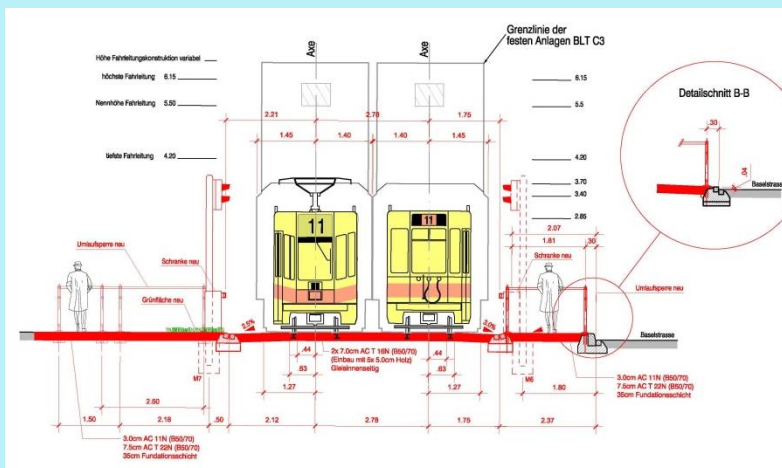 Grenzlinie der
festen Anlagen BLT C3
Axe
Axe
Höhe Fahrleitungskonstruktion variabel
höchste Fahrleitung 6.15
Nennhöhe Fahrleitung 5.50
tiefste Fahrleitung 4.20
2.21
2.78
1.75
1.45
1.40
1.40
1.45
6.15
5.5
4.20
3.70
3.40
2.85
Detailschnitt B-B
.30
.04
Baselstrasse
2.07
1.81
.30
Umlaufsperre neu
Schranke neu
Grünfläche neu
11
11
Schranke neu
Umlaufsperre neu
Baselstrasse
2.0%
2.0%
.44
.63
1.27
2x 7.0cm AC T 16N (B50/70)
(Einbau mit 5x 5.0cm Holz)
Gleisinnenseitig
.44
.63
1.27
M7
M6
1.80
3.0cm AC 11N (B50/70)
7.5cm AC T 22N (B50/70)
35cm Fundationsschicht
2.60
1.50
2.18
.50
2.12
2.78
1.75
2.37
3.0cm AC 11N (B50/70)
7.5cm AC T 22N (B50/70)
35cm Fundationsschicht